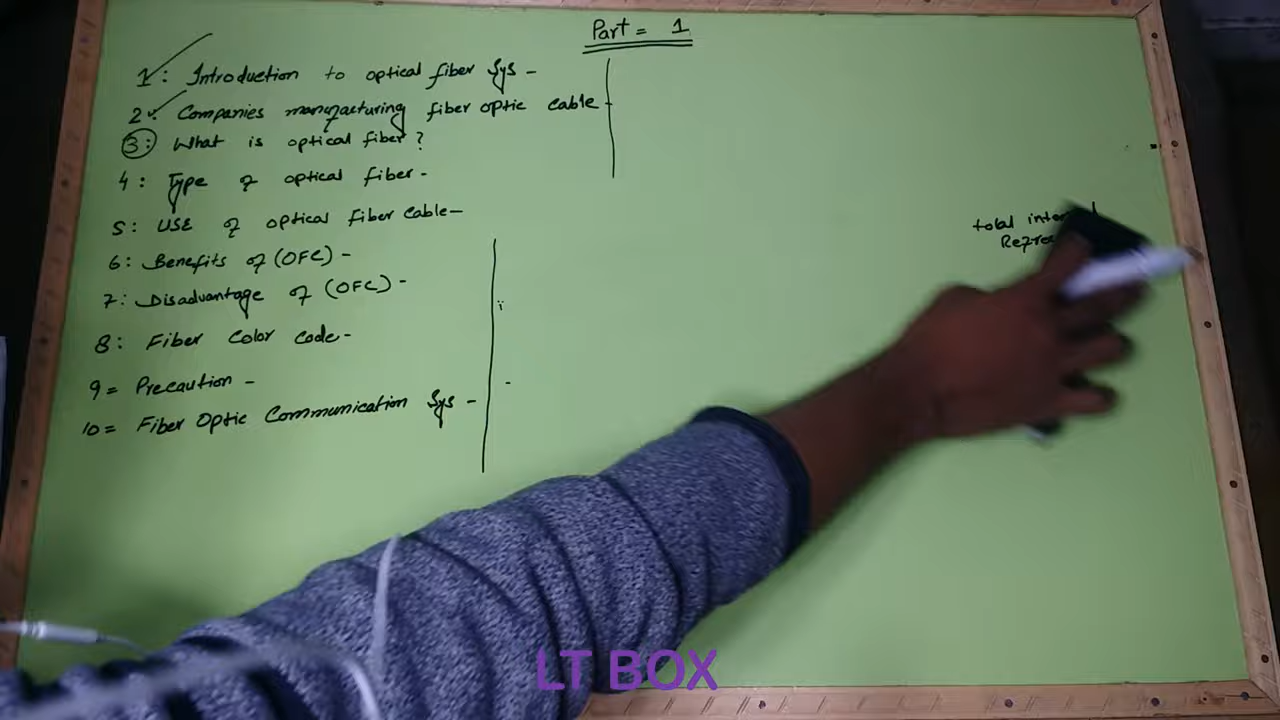 Part = 1
1: Introduction to optical fiber Sys -
2: Companies manufacturing fiber optic cable -
3: What is optical fiber ?
4: Type of optical fiber -
5: USE of optical Fiber Cable -
6: Benefits of (OFC) -
7: Disadvantage of (OFC) -
8: Fiber Color Code -
9 = Precaution -
10 = Fiber Optic Communication Sys -
total
LT BOX